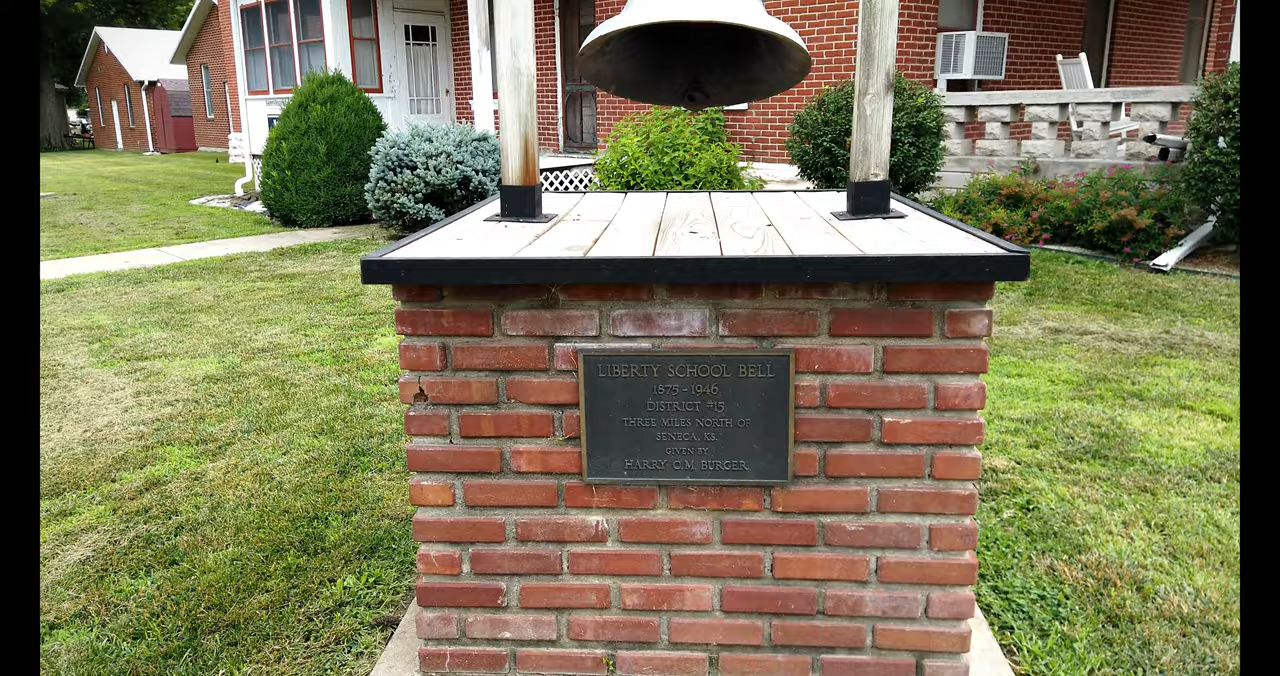 LIBERTY SCHOOL BELL
1875-1946
DISTRICT #15
THREE MILES NORTH OF
SENECA, KS.
GIVEN BY
HARRY C.M. BURGER